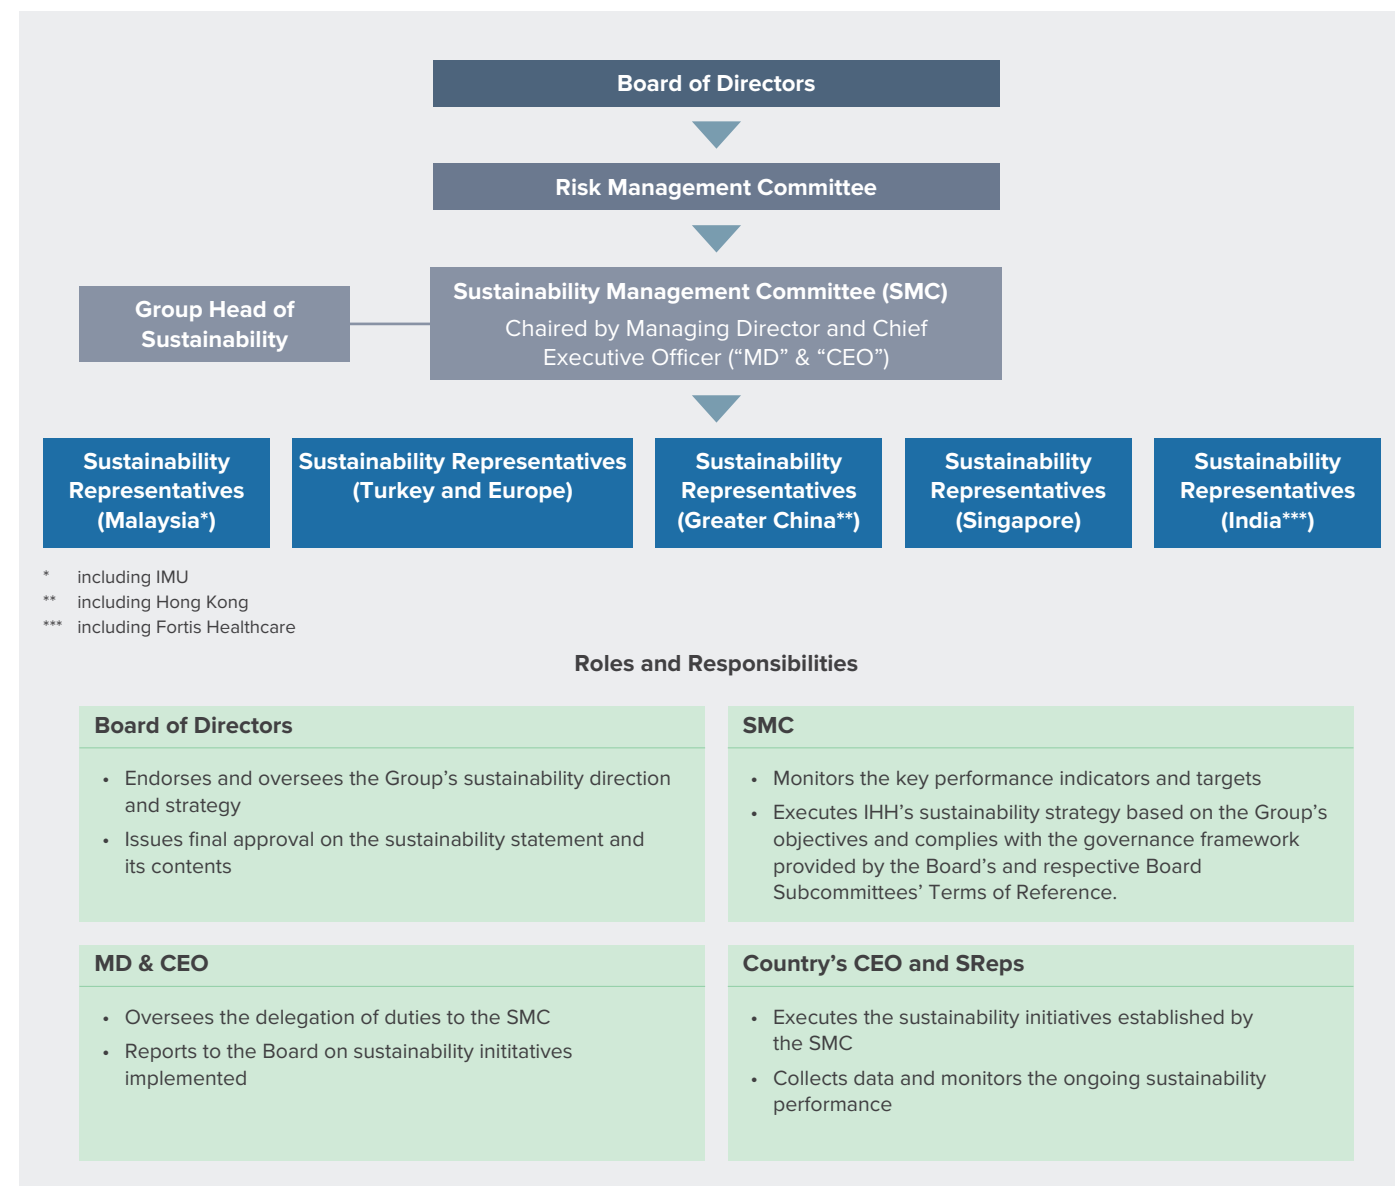 Board of Directors
Risk Management Committee
Group Head of
Sustainability
Sustainability Management Committee (SMC)
Chaired by Managing Director and Chief
Executive Officer (“MD” & “CEO”)
Sustainability
Representatives
(Malaysia*)
Sustainability Representatives
(Turkey and Europe)
Sustainability
Representatives
(Greater China**)
Sustainability
Representatives
(Singapore)
Sustainability
Representatives
(India***)
* including IMU
** including Hong Kong
*** including Fortis Healthcare
Roles and Responsibilities
Board of Directors
• Endorses and oversees the Group’s sustainability direction
and strategy
• Issues final approval on the sustainability statement and
its contents
SMC
• Monitors the key performance indicators and targets
• Executes IHH’s sustainability strategy based on the Group’s
objectives and complies with the governance framework
provided by the Board’s and respective Board
Subcommittees’ Terms of Reference.
MD & CEO
• Oversees the delegation of duties to the SMC
• Reports to the Board on sustainability inititatives
implemented
Country’s CEO and SReps
• Executes the sustainability initiatives established by
the SMC
• Collects data and monitors the ongoing sustainability
performance